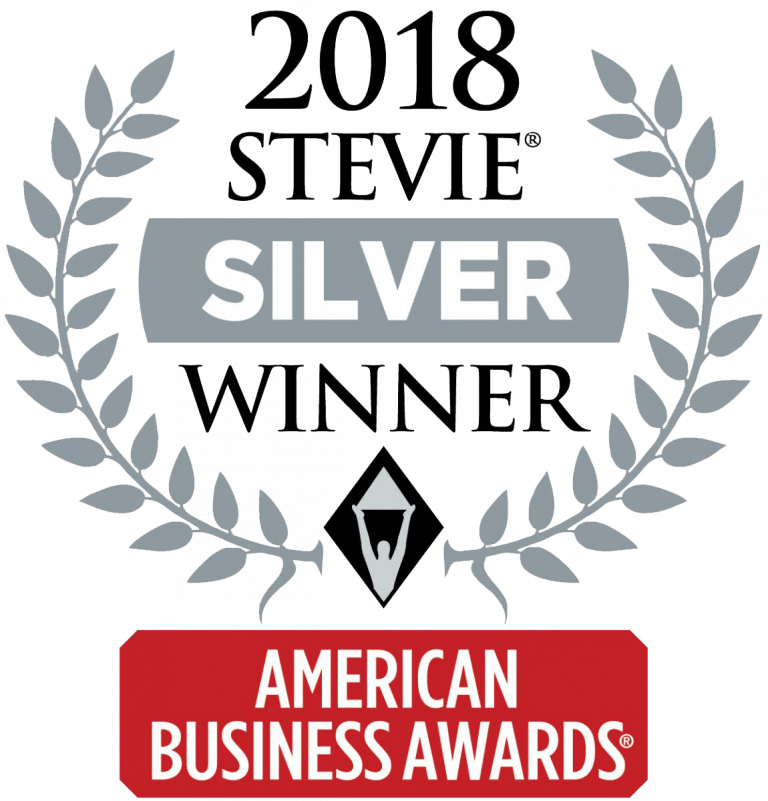 2018
STEVIE®
SILVER
WINNER
AMERICAN
BUSINESS AWARDS®